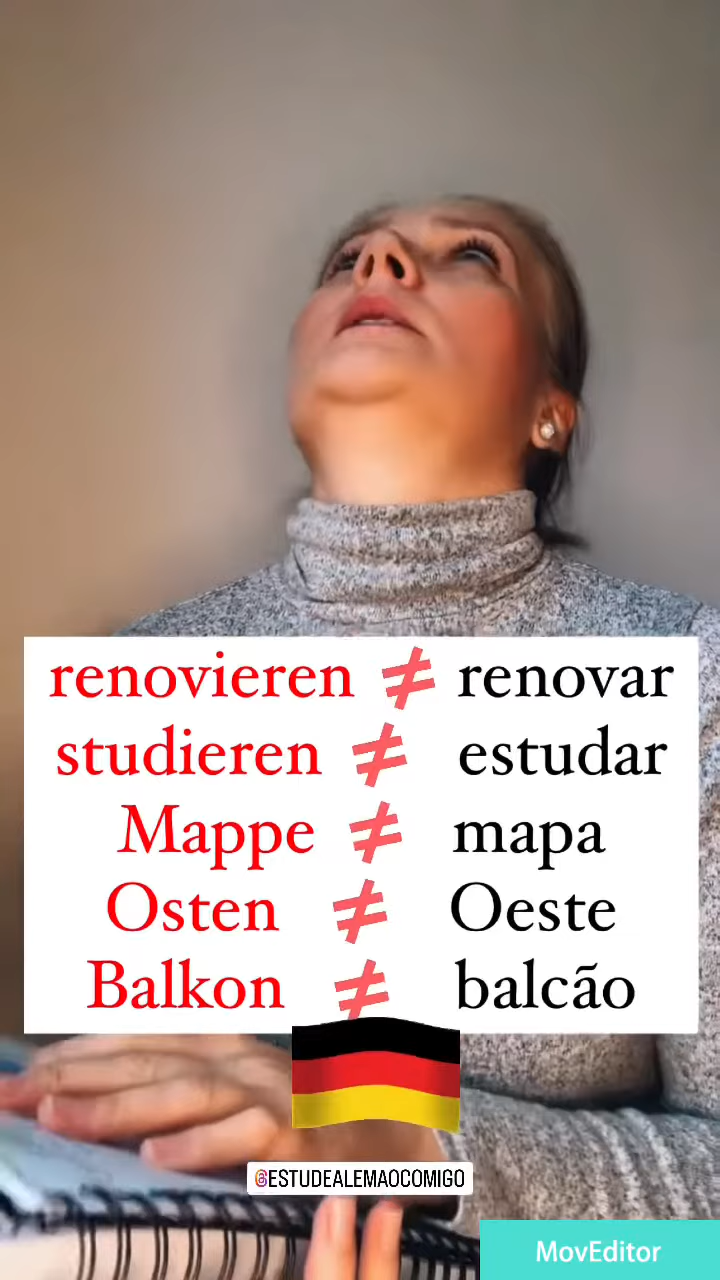 renovieren ≠ renovar
studieren ≠ estudar
Mappe ≠ mapa
Osten ≠ Oeste
Balkon ≠ balcão
@ESTUDEALEMAOCOMIGO
MovEditor